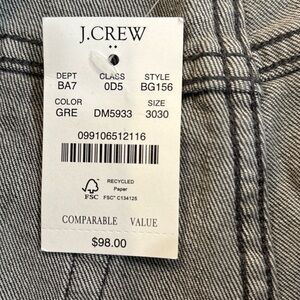 J.CREW
DEPT CLASS STYLE
BA7 0D5 BG156
COLOR SIZE
GRE DM5933 3030
099106512116
RECYCLED
Paper
FSC FSC® C134125
COMPARABLE VALUE
$98.00